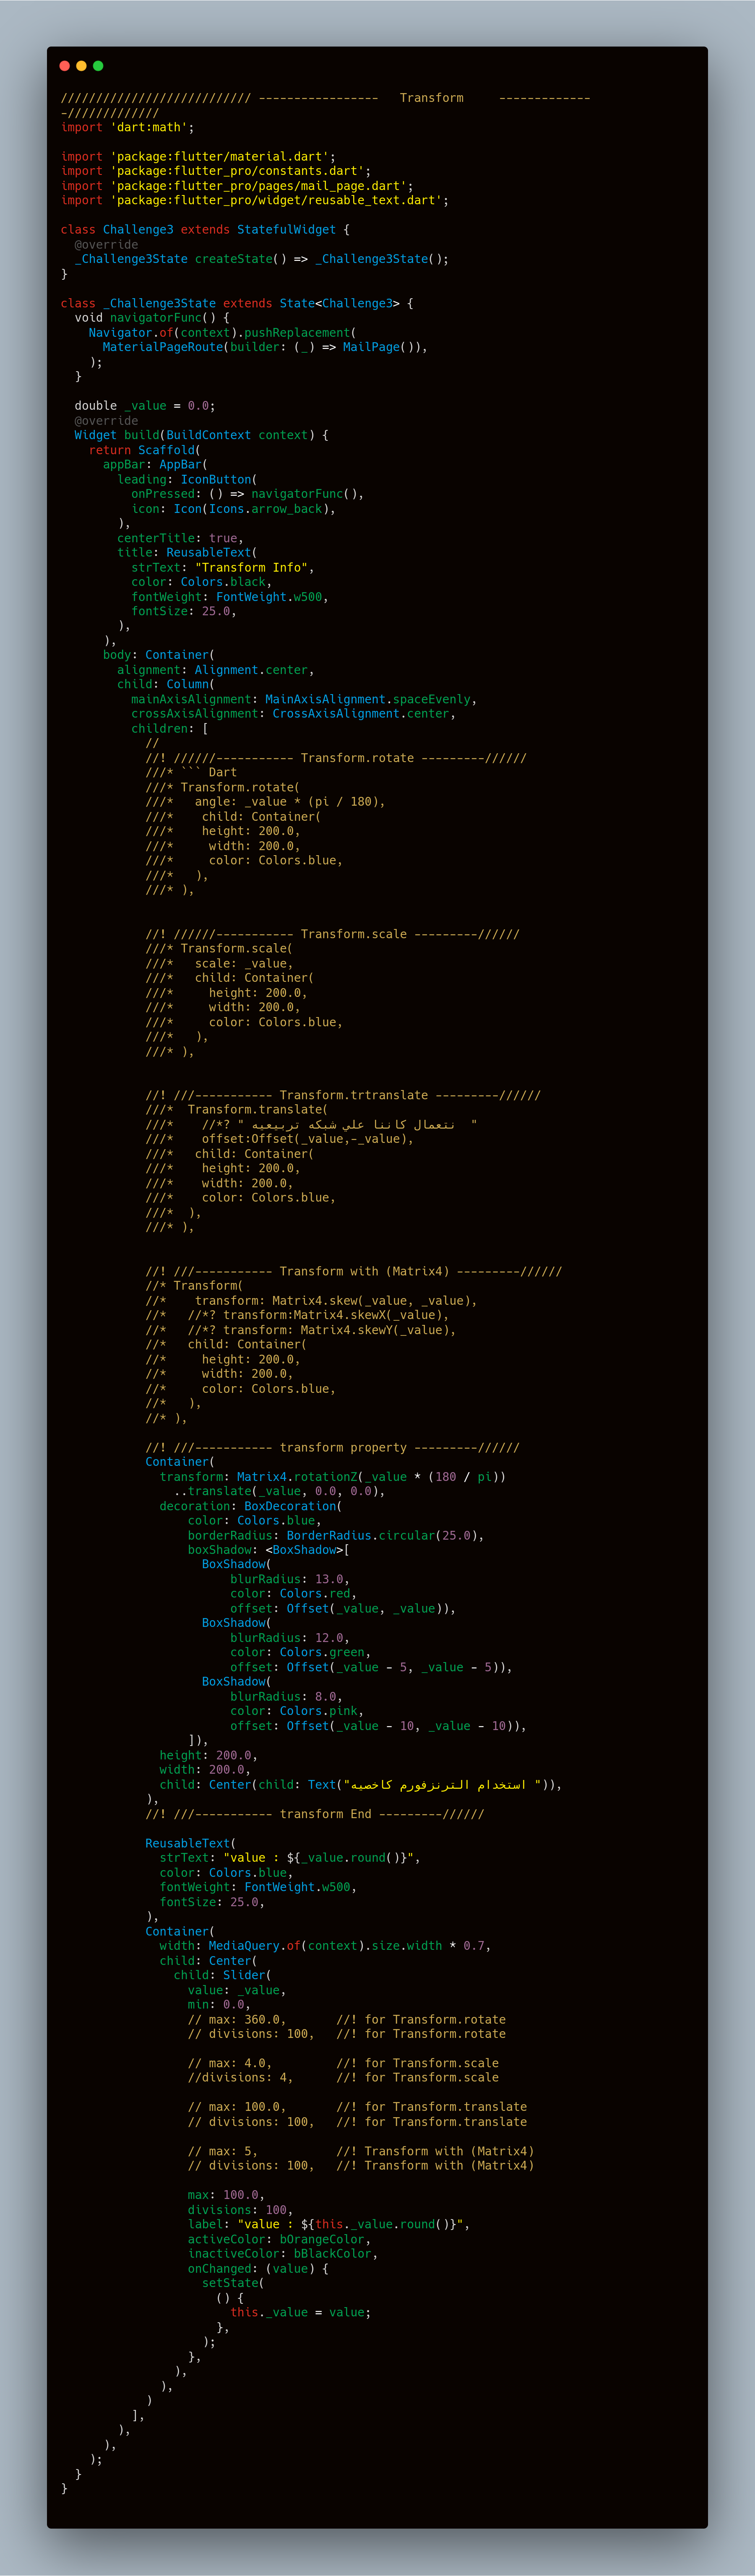 /////////////////////////// -----------------   Transform     -------------
-/////////////
import 'dart:math';

import 'package:flutter/material.dart';
import 'package:flutter_pro/constants.dart';
import 'package:flutter_pro/pages/mail_page.dart';
import 'package:flutter_pro/widget/reusable_text.dart';

class Challenge3 extends StatefulWidget {
  @override
  _Challenge3State createState() => _Challenge3State();
}

class _Challenge3State extends State<Challenge3> {
  void navigatorFunc() {
    Navigator.of(context).pushReplacement(
      MaterialPageRoute(builder: (_) => MailPage()),
    );
  }

  double _value = 0.0;
  @override
  Widget build(BuildContext context) {
    return Scaffold(
      appBar: AppBar(
        leading: IconButton(
          onPressed: () => navigatorFunc(),
          icon: Icon(Icons.arrow_back),
        ),
        centerTitle: true,
        title: ReusableText(
          strText: "Transform Info",
          color: Colors.black,
          fontWeight: FontWeight.w500,
          fontSize: 25.0,
        ),
      ),
      body: Container(
        alignment: Alignment.center,
        child: Column(
          mainAxisAlignment: MainAxisAlignment.spaceEvenly,
          crossAxisAlignment: CrossAxisAlignment.center,
          children: [
            //
            //! //////----------- Transform.rotate ---------//////
            ///* ``` Dart
            ///* Transform.rotate(
            ///*   angle: _value * (pi / 180),
            ///*    child: Container(
            ///*    height: 200.0,
            ///*     width: 200.0,
            ///*     color: Colors.blue,
            ///*   ),
            ///* ),


            //! //////----------- Transform.scale ---------//////
            ///* Transform.scale(
            ///*   scale: _value,
            ///*   child: Container(
            ///*     height: 200.0,
            ///*     width: 200.0,
            ///*     color: Colors.blue,
            ///*   ),
            ///* ),


            //! ///----------- Transform.trtranslate ---------//////
            ///*  Transform.translate(
            ///*    //*? " نتعمال كاننا علي شبكه تربيعيه  "
            ///*    offset:Offset(_value,-_value),
            ///*   child: Container(
            ///*    height: 200.0,
            ///*    width: 200.0,
            ///*    color: Colors.blue,
            ///*  ),
            ///* ),


            //! ///----------- Transform with (Matrix4) ---------//////
            //* Transform(
            //*    transform: Matrix4.skew(_value, _value),
            //*   //*? transform:Matrix4.skewX(_value),
            //*   //*? transform: Matrix4.skewY(_value),
            //*   child: Container(
            //*     height: 200.0,
            //*     width: 200.0,
            //*     color: Colors.blue,
            //*   ),
            //* ),

            //! ///----------- transform property ---------//////
            Container(
              transform: Matrix4.rotationZ(_value * (180 / pi))
                ..translate(_value, 0.0, 0.0),
              decoration: BoxDecoration(
                  color: Colors.blue,
                  borderRadius: BorderRadius.circular(25.0),
                  boxShadow: <BoxShadow>[
                    BoxShadow(
                        blurRadius: 13.0,
                        color: Colors.red,
                        offset: Offset(_value, _value)),
                    BoxShadow(
                        blurRadius: 12.0,
                        color: Colors.green,
                        offset: Offset(_value - 5, _value - 5)),
                    BoxShadow(
                        blurRadius: 8.0,
                        color: Colors.pink,
                        offset: Offset(_value - 10, _value - 10)),
                  ]),
              height: 200.0,
              width: 200.0,
              child: Center(child: Text("استخدام الترنزفورم كاخصيه ")),
            ),
            //! ///----------- transform End ---------//////

            ReusableText(
              strText: "value : ${_value.round()}",
              color: Colors.blue,
              fontWeight: FontWeight.w500,
              fontSize: 25.0,
            ),
            Container(
              width: MediaQuery.of(context).size.width * 0.7,
              child: Center(
                child: Slider(
                  value: _value,
                  min: 0.0,
                  // max: 360.0,       //! for Transform.rotate
                  // divisions: 100,   //! for Transform.rotate

                  // max: 4.0,         //! for Transform.scale
                  //divisions: 4,      //! for Transform.scale

                  // max: 100.0,       //! for Transform.translate
                  // divisions: 100,   //! for Transform.translate

                  // max: 5,           //! Transform with (Matrix4)
                  // divisions: 100,   //! Transform with (Matrix4)

                  max: 100.0,
                  divisions: 100,
                  label: "value : ${this._value.round()}",
                  activeColor: bOrangeColor,
                  inactiveColor: bBlackColor,
                  onChanged: (value) {
                    setState(
                      () {
                        this._value = value;
                      },
                    );
                  },
                ),
              ),
            )
          ],
        ),
      ),
    );
  }
}